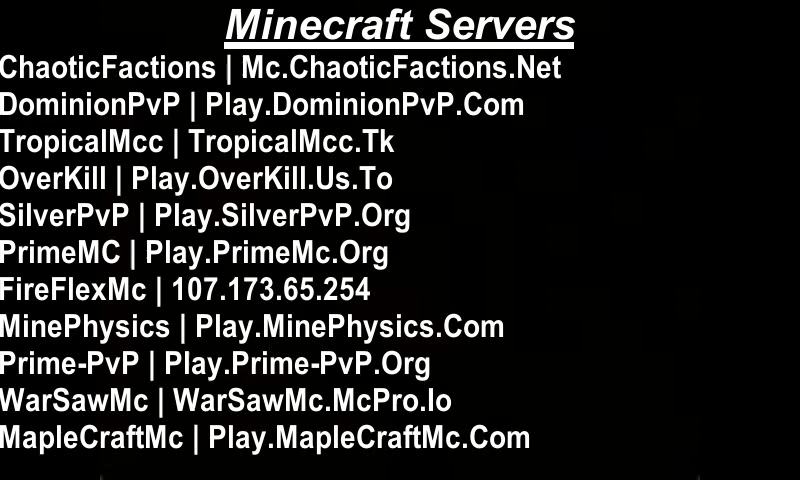 Minecraft Servers
ChaoticFactions | Mc.ChaoticFactions.Net
DominionPvP | Play.DominionPvP.Com
TropicalMcc | TropicalMcc.Tk
OverKill | Play.OverKill.Us.To
SilverPvP | Play.SilverPvP.Org
PrimeMC | Play.PrimeMc.Org
FireFlexMc | 107.173.65.254
MinePhysics | Play.MinePhysics.Com
Prime-PvP | Play.Prime-PvP.Org
WarSawMc | WarSawMc.McPro.Io
MapleCraftMc | Play.MapleCraftMc.Com